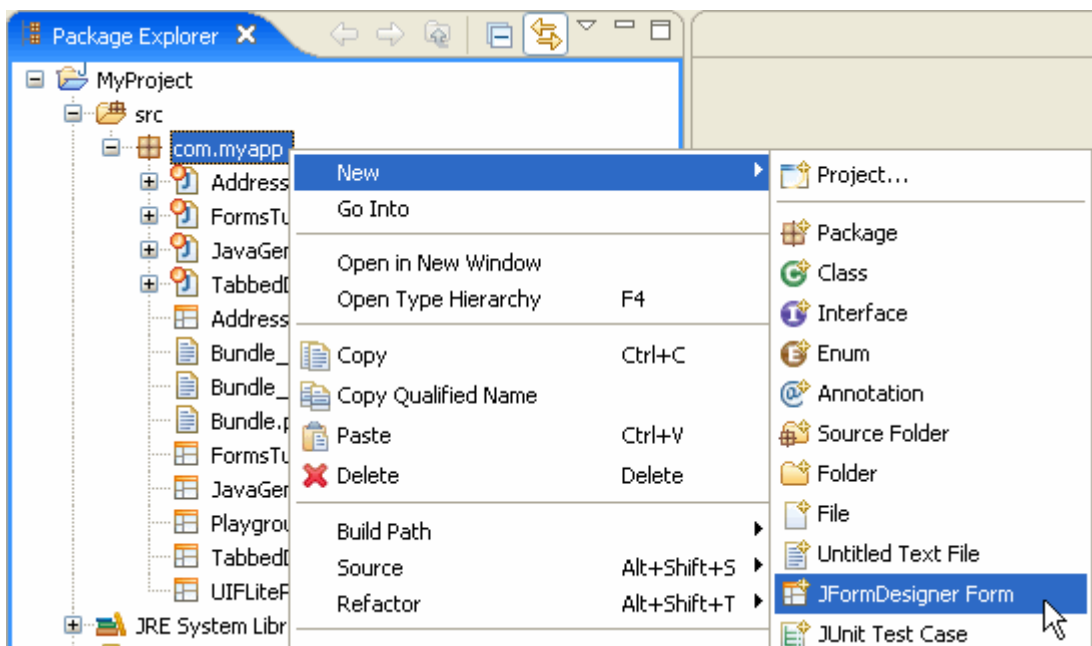 Package Explorer
MyProject
src
com.myapp
Address
FormsTu
JavaGer
Tabbed
Address
Bundle_
Bundle_
Bundle.p
FormsTu
JavaGer
Playgrou
Tabbed
UIFLiteF
JRE System Libr
New
Go Into
Open in New Window
Open Type Hierarchy F4
Copy Ctrl+C
Copy Qualified Name
Paste Ctrl+V
Delete Delete
Build Path
Source Alt+Shift+S
Refactor Alt+Shift+T
Project...
Package
Class
Interface
Enum
Annotation
Source Folder
Folder
File
Untitled Text File
JFormDesigner Form
JUnit Test Case